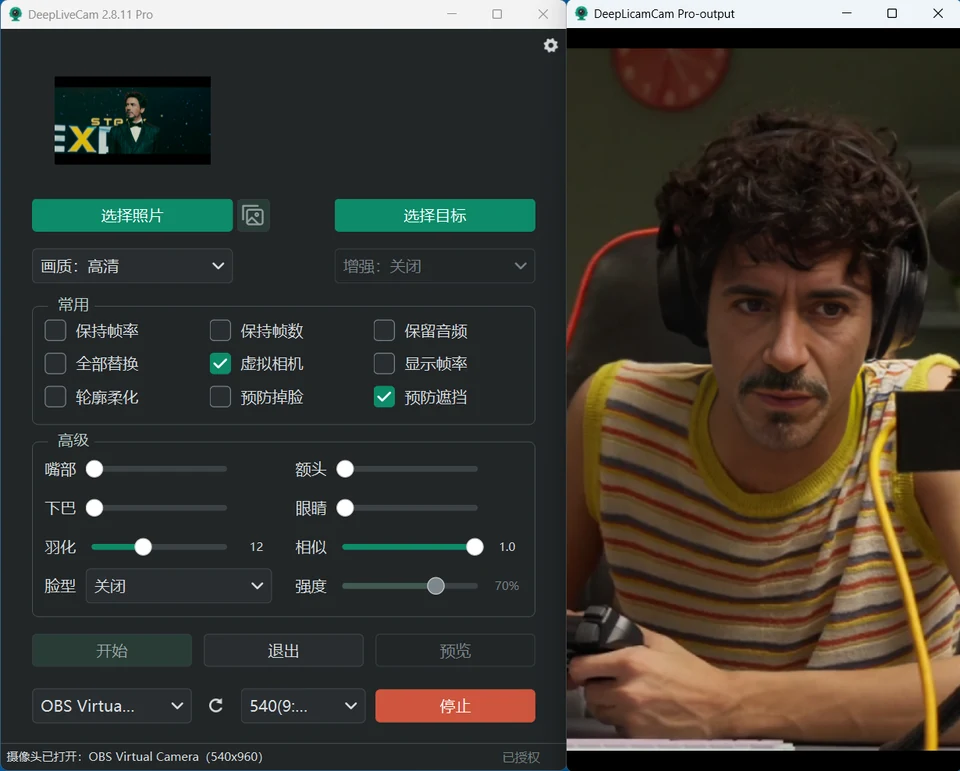 DeepLiveCam 2.8.11 Pro
DeepLicamCam Pro-output
STA
EX
选择照片
选择目标
画质：高清
增强：关闭
常用
保持帧率
保持帧数
保留音频
全部替换
虚拟相机
显示帧率
轮廓柔化
预防掉脸
预防遮挡
高级
嘴部
额头
下巴
眼睛
羽化
12
相似
1.0
脸型
关闭
强度
70%
开始
退出
预览
OBS Virtua...
540(9:...
停止
摄像头已打开：OBS Virtual Camera (540x960)
已授权